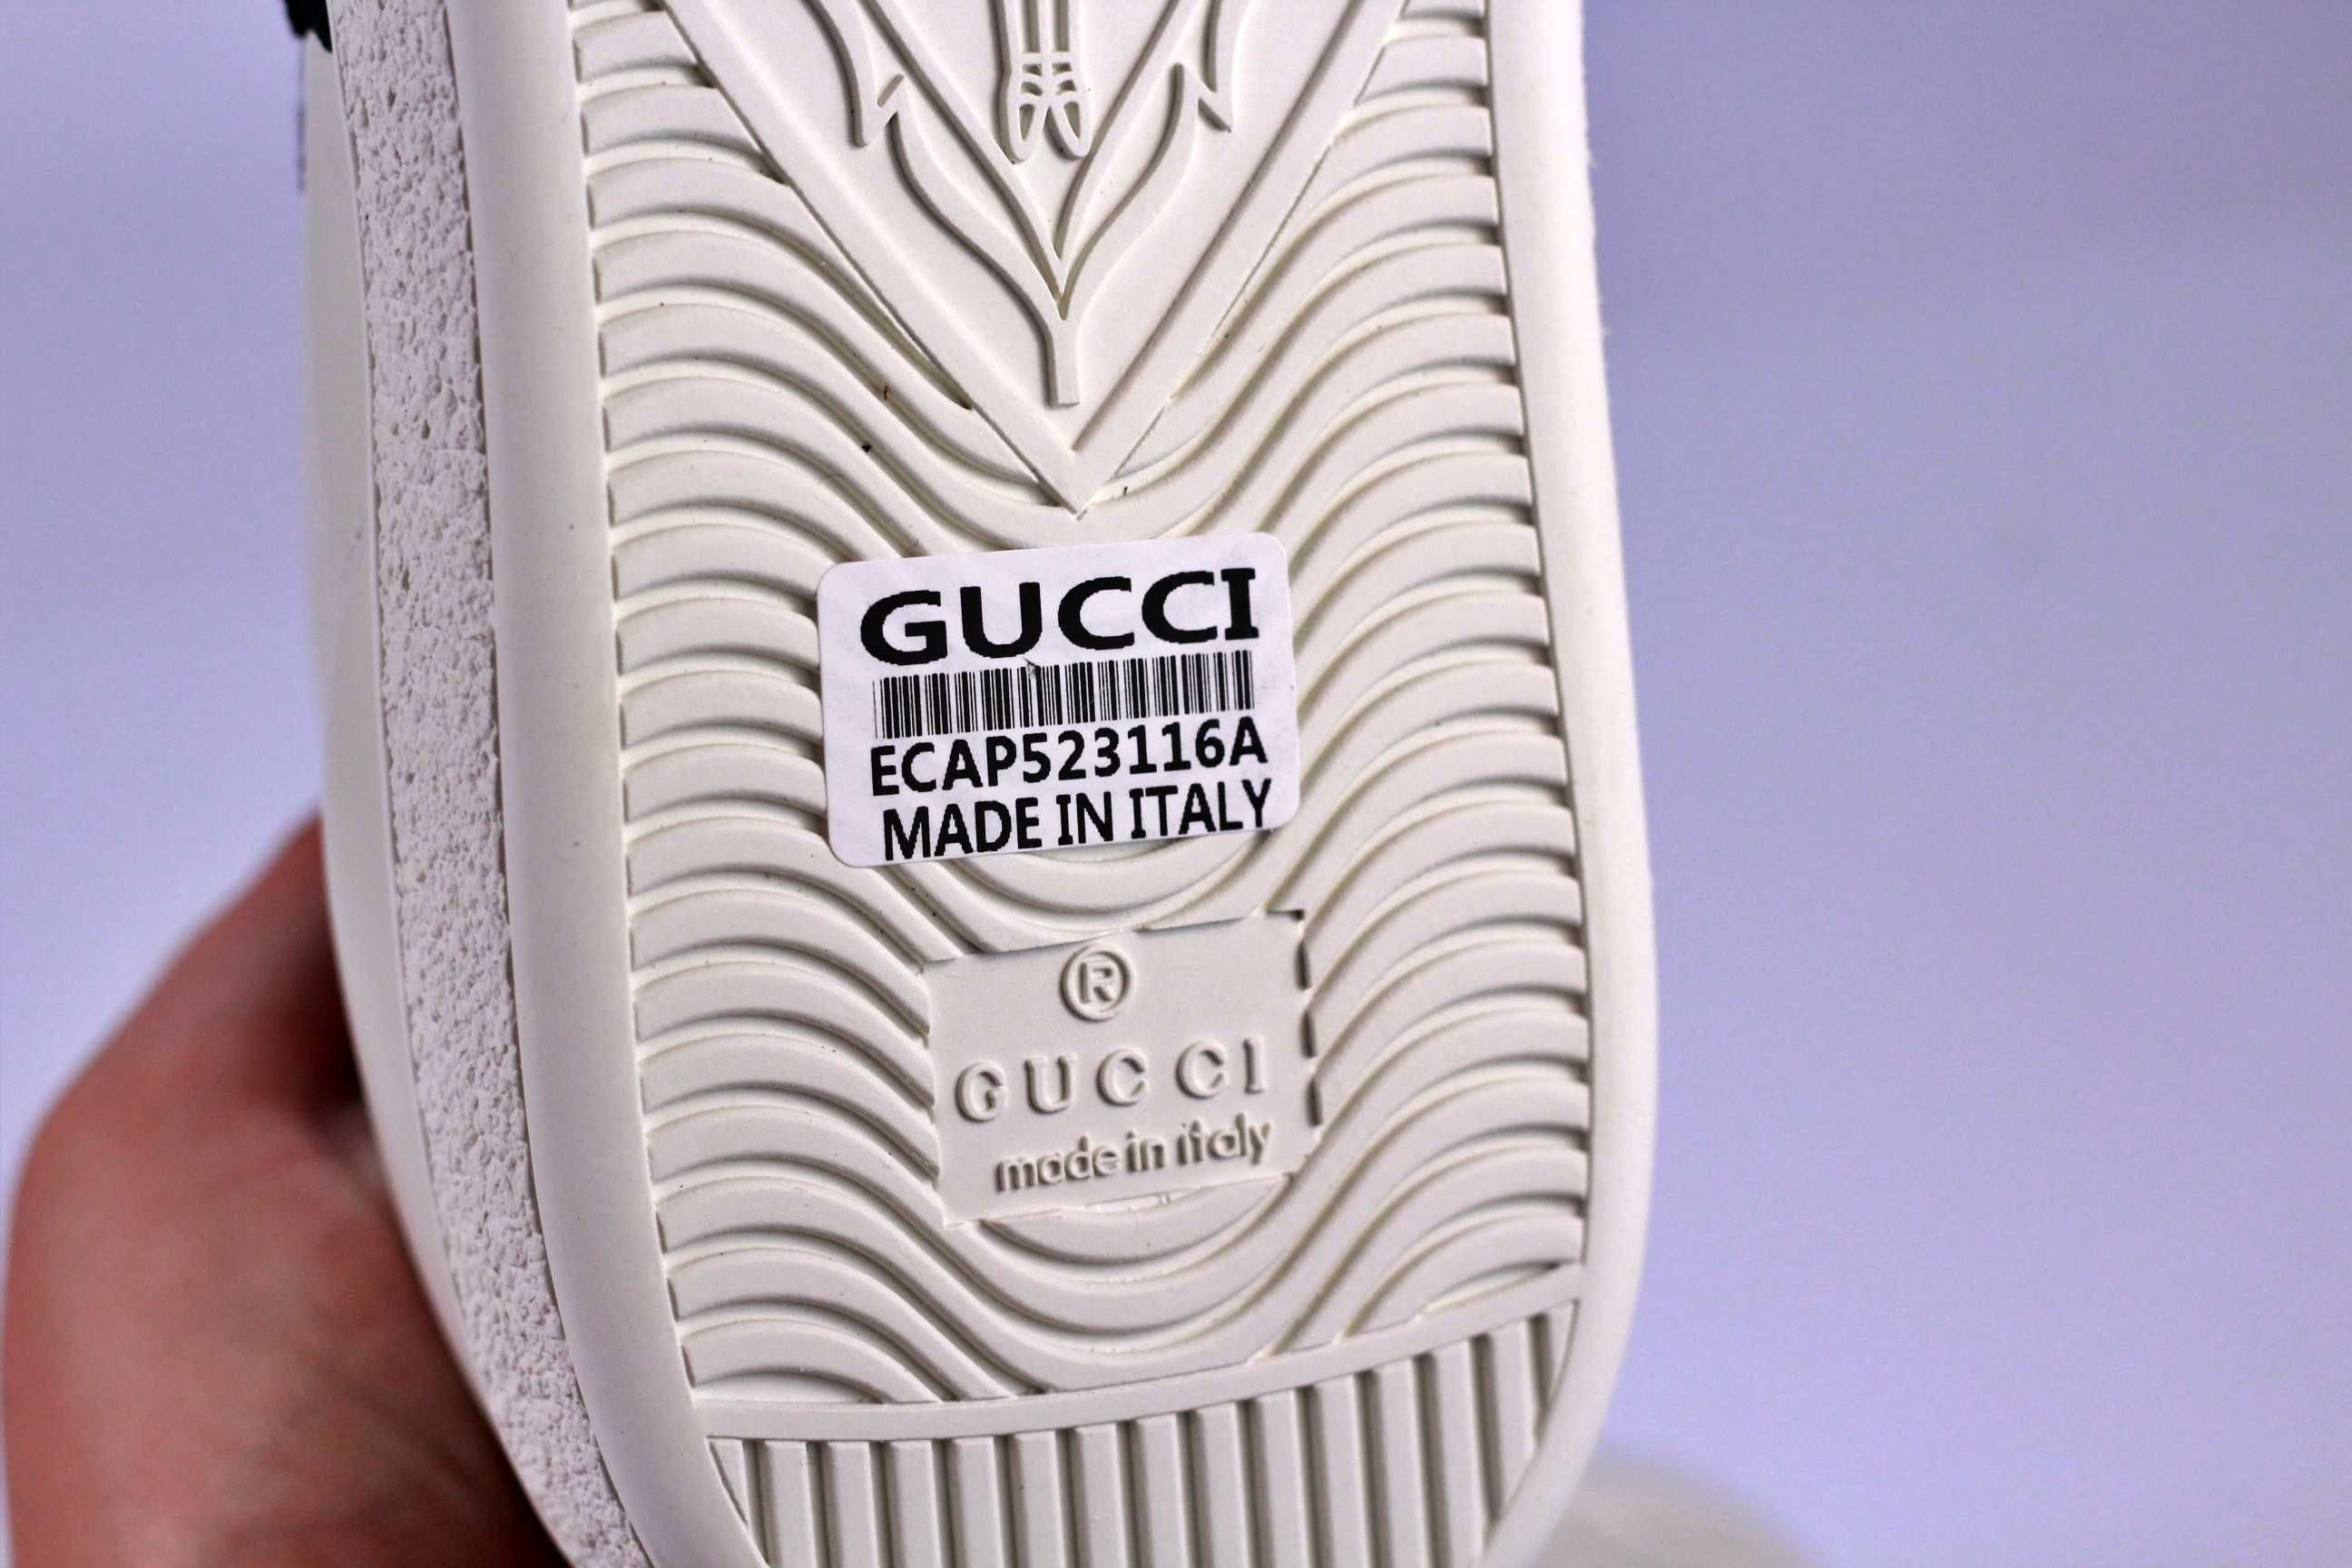 GUCCI
ECAP523116A
MADE IN ITALY
®
GUCCI
made in italy